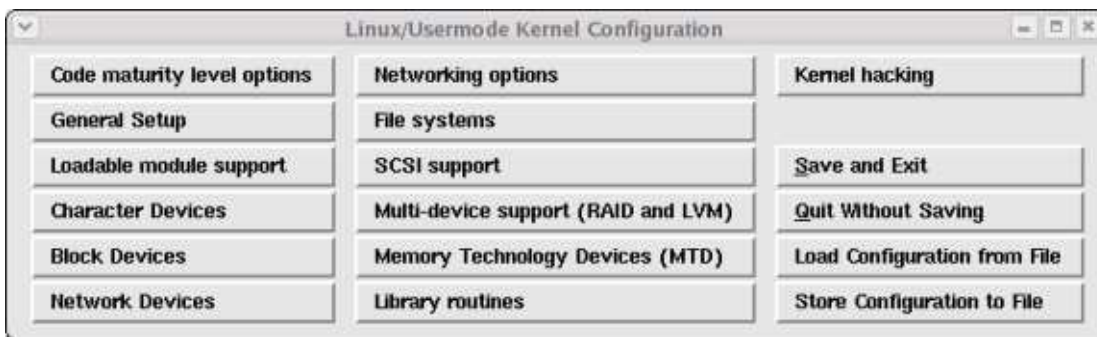 Linux/Usermode Kernel Configuration
Code maturity level options
General Setup
Loadable module support
Character Devices
Block Devices
Network Devices
Networking options
File systems
SCSI support
Multi-device support (RAID and LVM)
Memory Technology Devices (MTD)
Library routines
Kernel hacking
Save and Exit
Quit Without Saving
Load Configuration from File
Store Configuration to File